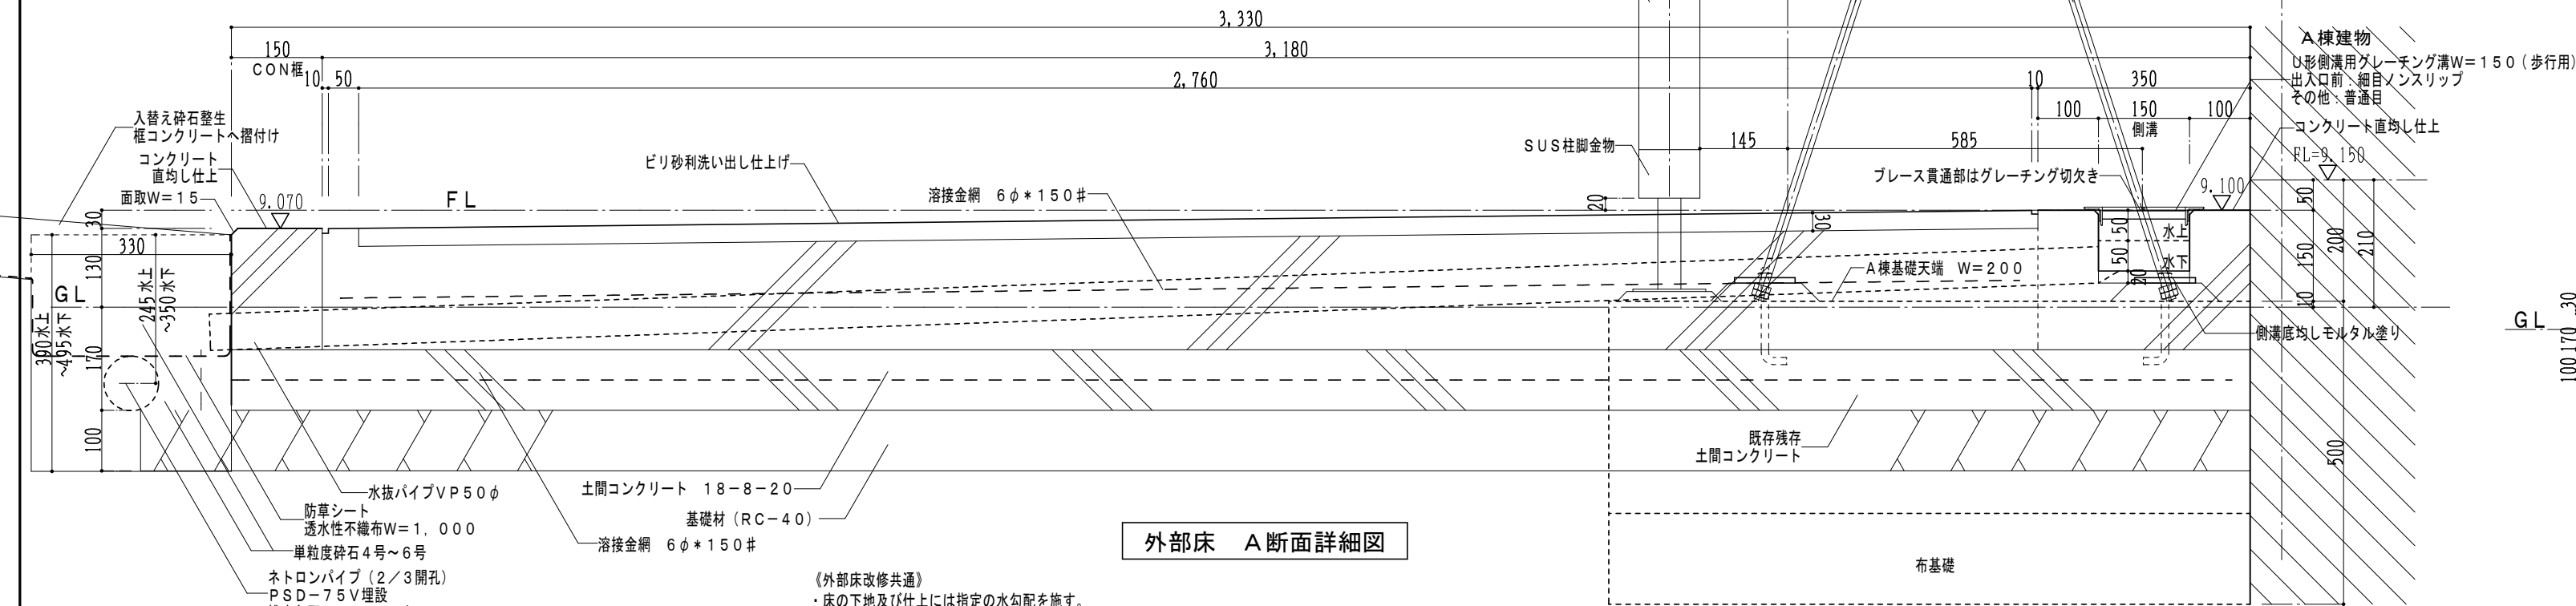 3,330
150
3,180
CON框
10 50
2,760
10
350
100 150 100
側溝
A棟建物
U形側溝用グレーチング溝W=150(歩行用)
出入口前:細目ノンスリップ
その他:普通目
コンクリート直均し仕上
FL=9.150
入替え砕石整生
框コンクリートへ摺付け
コンクリート
直均し仕上
面取W=15
9.070
FL
ビリ砂利洗い出し仕上げ
溶接金網 6φ*150#
SUS柱脚金物
145
585
ブレース貫通部はグレーチング切欠き
9.100
30
20
30
50
50
水上
50
水下
20
150
200
210
10
330
130
245水上
~350水下
GL
390水上
~495水下
170
100
A棟基礎天端 W=200
側溝底均しモルタル塗り
GL
30
170
100
既存残存
土間コンクリート
500
水抜パイプVP50φ
防草シート
透水性不織布W=1,000
単粒度砕石4号~6号
ネトロンパイプ(2/3開孔)
PSD-75V埋設
土間コンクリート 18-8-20
基礎材(RC-40)
溶接金網 6φ*150#
外部床 A断面詳細図
布基礎
《外部床改修共通》
・床の下地及び仕上には指定の水勾配を施す。